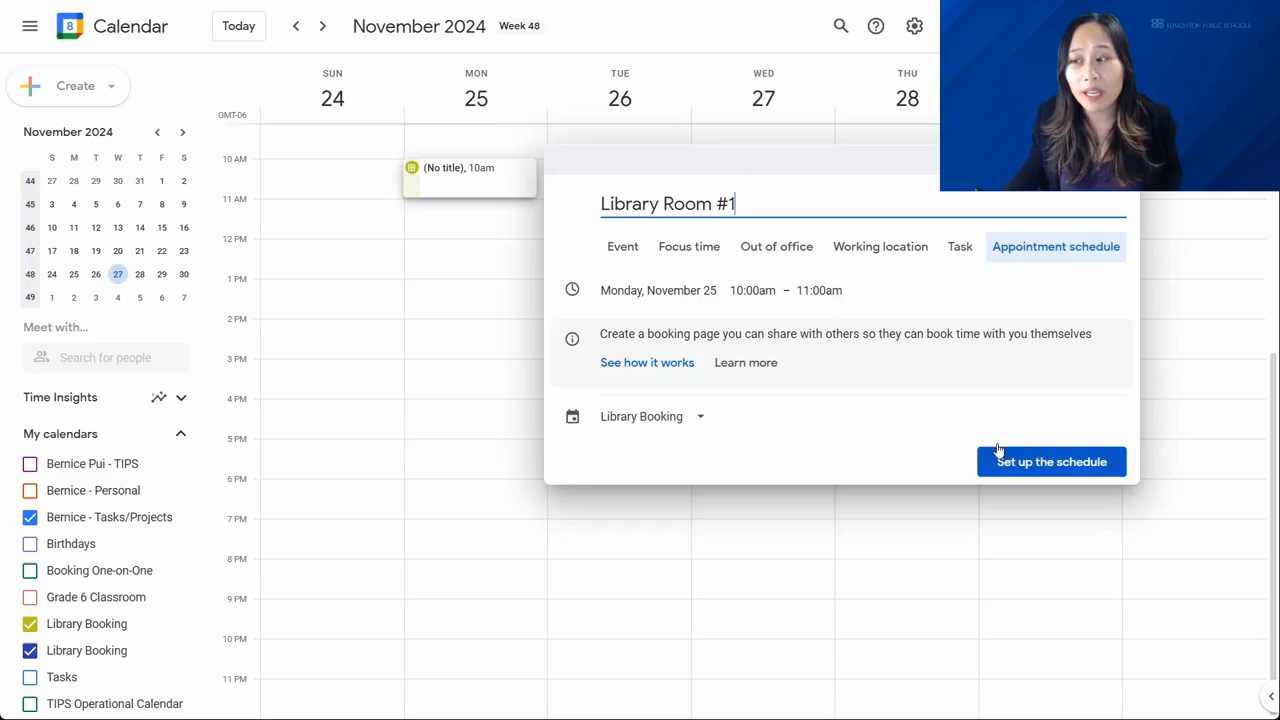 8 Calendar
Today
November 2024 Week 48
EDMONTON PUBLIC SCHOOLS
Create
November 2024
S M T W T F S
44 27 28 29 30 31 1 2
45 3 4 5 6 7 8 9
46 10 11 12 13 14 15 16
47 17 18 19 20 21 22 23
48 24 25 26 27 28 29 30
49 1 2 3 4 5 6 7
Meet with...
Search for people
Time Insights
My calendars
Bernice Pui - TIPS
Bernice - Personal
Bernice - Tasks/Projects
Birthdays
Booking One-on-One
Grade 6 Classroom
Library Booking
Library Booking
Tasks
TIPS Operational Calendar
SUN MON TUE WED THU
24 25 26 27 28
GMT-06
10 AM
11 AM
12 PM
1 PM
2 PM
3 PM
4 PM
5 PM
6 PM
7 PM
8 PM
9 PM
10 PM
11 PM
(No title), 10am
Library Room #1
Event Focus time Out of office Working location Task Appointment schedule
Monday, November 25 10:00am – 11:00am
Create a booking page you can share with others so they can book time with you themselves
See how it works Learn more
Library Booking
Set up the schedule